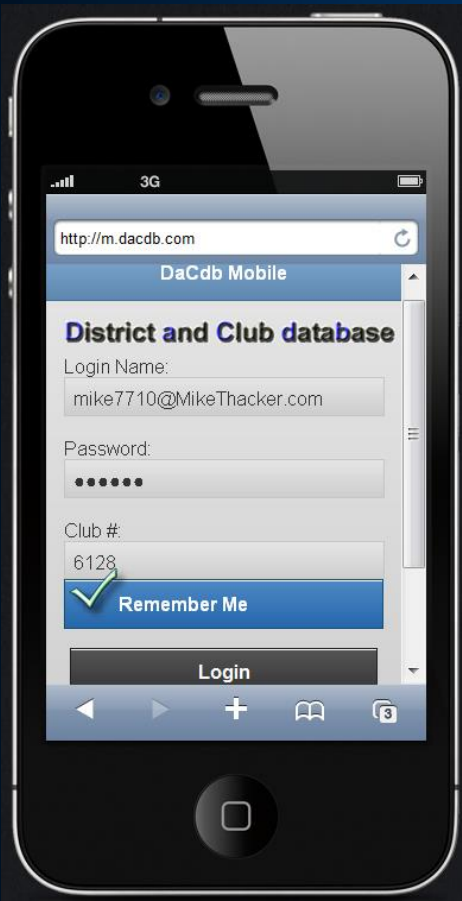 3G
http://m.dacdb.com
DaCdb Mobile
District and Club database
Login Name:
mike7710@MikeThacker.com
Password:
●●●●●●
Club #:
6128
Remember Me
Login
3